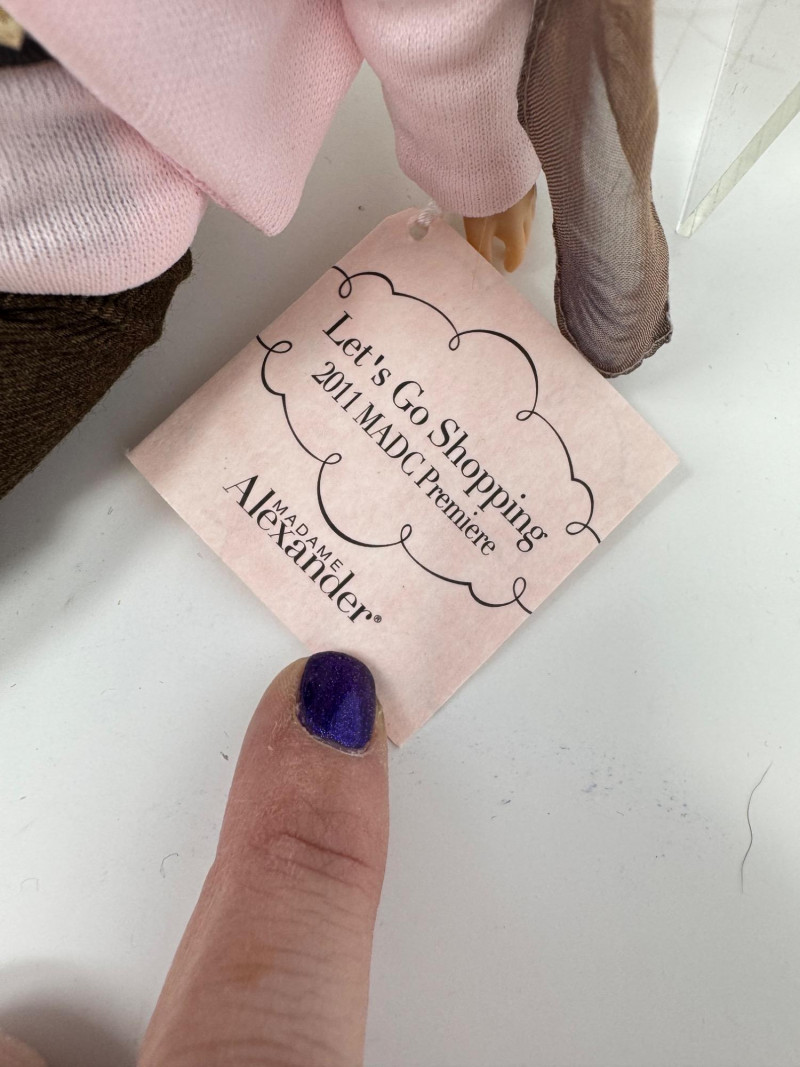 Let's Go Shopping
2011 MADC Premiere
MADAME
Alexander®